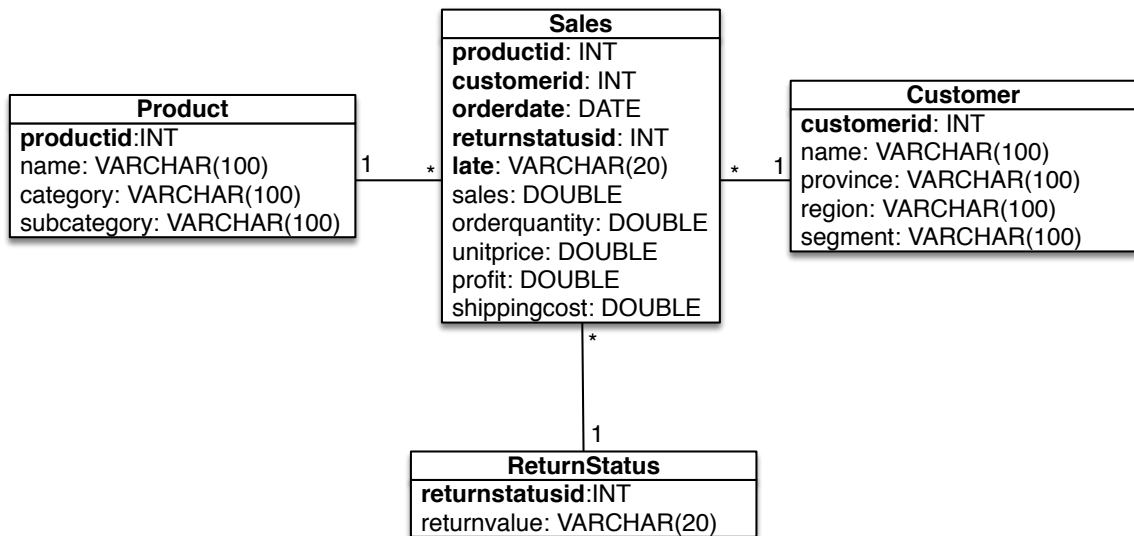 Sales
productid: INT
customerid: INT
orderdate: DATE
returnstatusid: INT
late: VARCHAR(20)
sales: DOUBLE
orderquantity: DOUBLE
unitprice: DOUBLE
profit: DOUBLE
shippingcost: DOUBLE
Product
productid:INT
name: VARCHAR(100)
category: VARCHAR(100)
subcategory: VARCHAR(100)
1
*
*
1
Customer
customerid: INT
name: VARCHAR(100)
province: VARCHAR(100)
region: VARCHAR(100)
segment: VARCHAR(100)
*
1
ReturnStatus
returnstatusid:INT
returnvalue: VARCHAR(20)